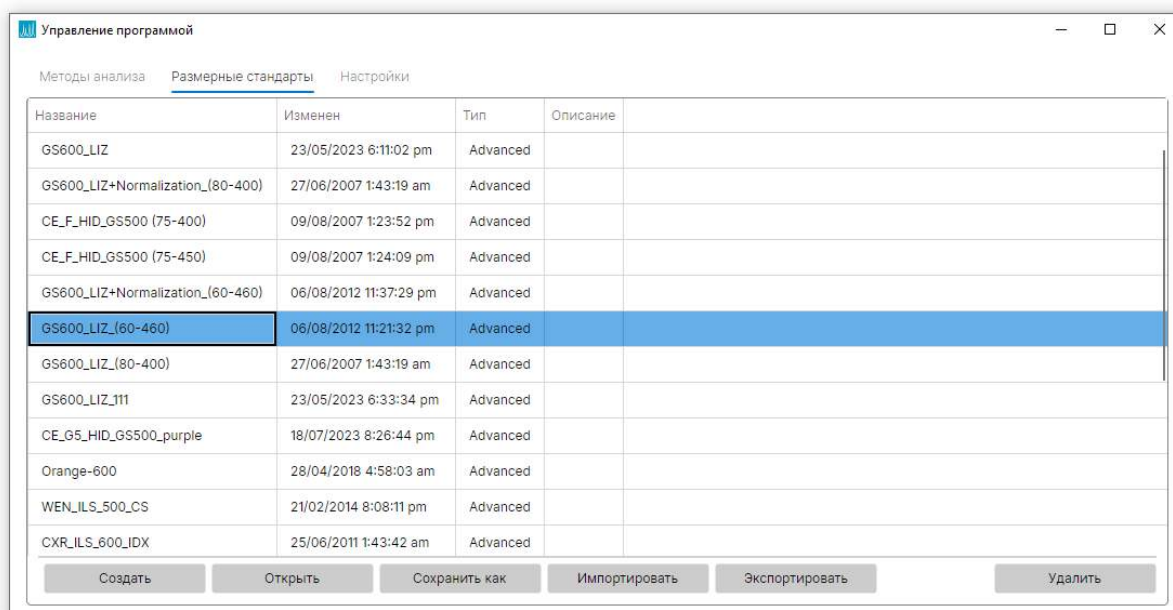 Управление программой
Методы анализа Размерные стандарты Настройки
Название Изменен Тип Описание
GS600_LIZ 23/05/2023 6:11:02 pm Advanced
GS600_LIZ+Normalization_(80-400) 27/06/2007 1:43:19 am Advanced
CE_F_HID_GS500 (75-400) 09/08/2007 1:23:52 pm Advanced
CE_F_HID_GS500 (75-450) 09/08/2007 1:24:09 pm Advanced
GS600_LIZ+Normalization_(60-460) 06/08/2012 11:37:29 pm Advanced
GS600_LIZ_(60-460) 06/08/2012 11:21:32 pm Advanced
GS600_LIZ_(80-400) 27/06/2007 1:43:19 am Advanced
GS600_LIZ_111 23/05/2023 6:33:34 pm Advanced
CE_G5_HID_GS500_purple 18/07/2023 8:26:44 pm Advanced
Orange-600 28/04/2018 4:58:03 am Advanced
WEN_ILS_500_CS 21/02/2014 8:08:11 pm Advanced
CXR_ILS_600_IDX 25/06/2011 1:43:42 am Advanced
Создать Открыть Сохранить как Импортировать Экспортировать Удалить